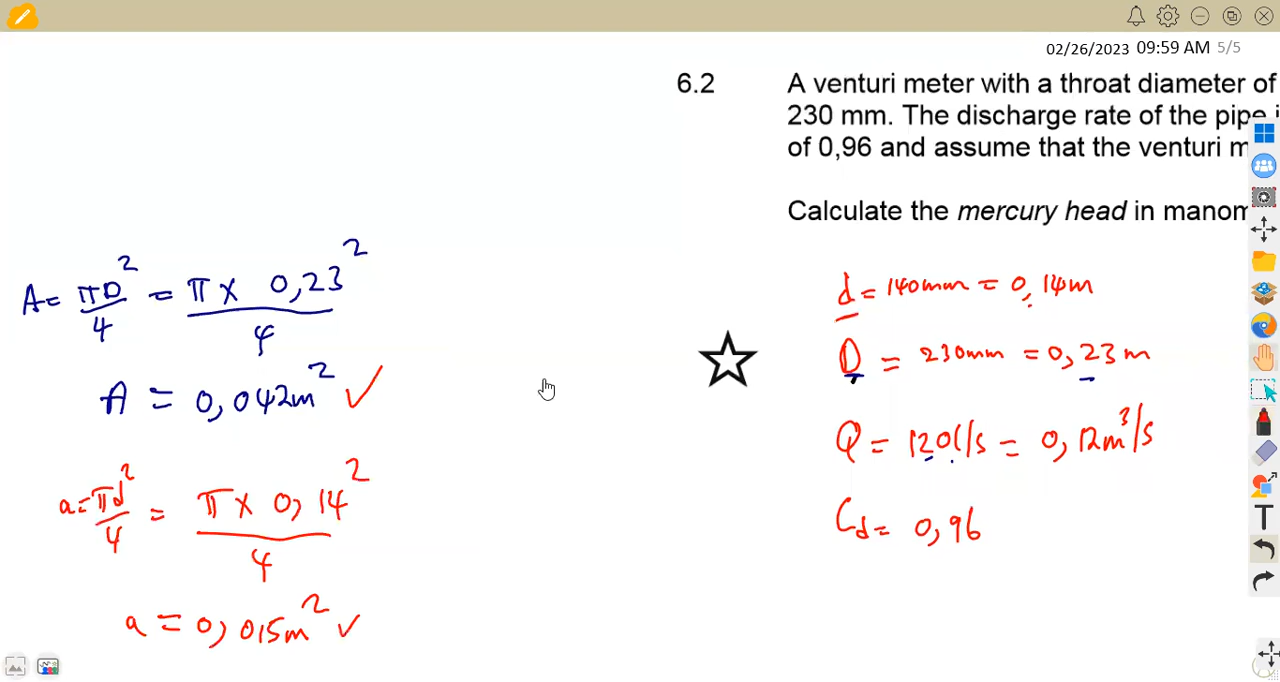 02/26/2023 09:59 AM 5/5
6.2 A venturi meter with a throat diameter of
230 mm. The discharge rate of the pipe i
of 0,96 and assume that the venturi m
Calculate the mercury head in manom
A = πD²/4 = π × 0,23²/4
A = 0,042m² ✓
a = πd²/4 = π × 0,14²/4
a = 0,015m² ✓
d = 140mm = 0,14m
D = 230mm = 0,23m
Q = 120l/s = 0,12m³/s
Cd = 0,96
T